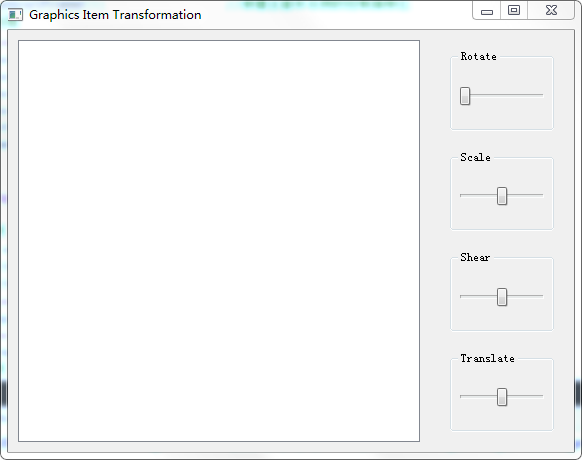 Graphics Item Transformation
Rotate
Scale
Shear
Translate